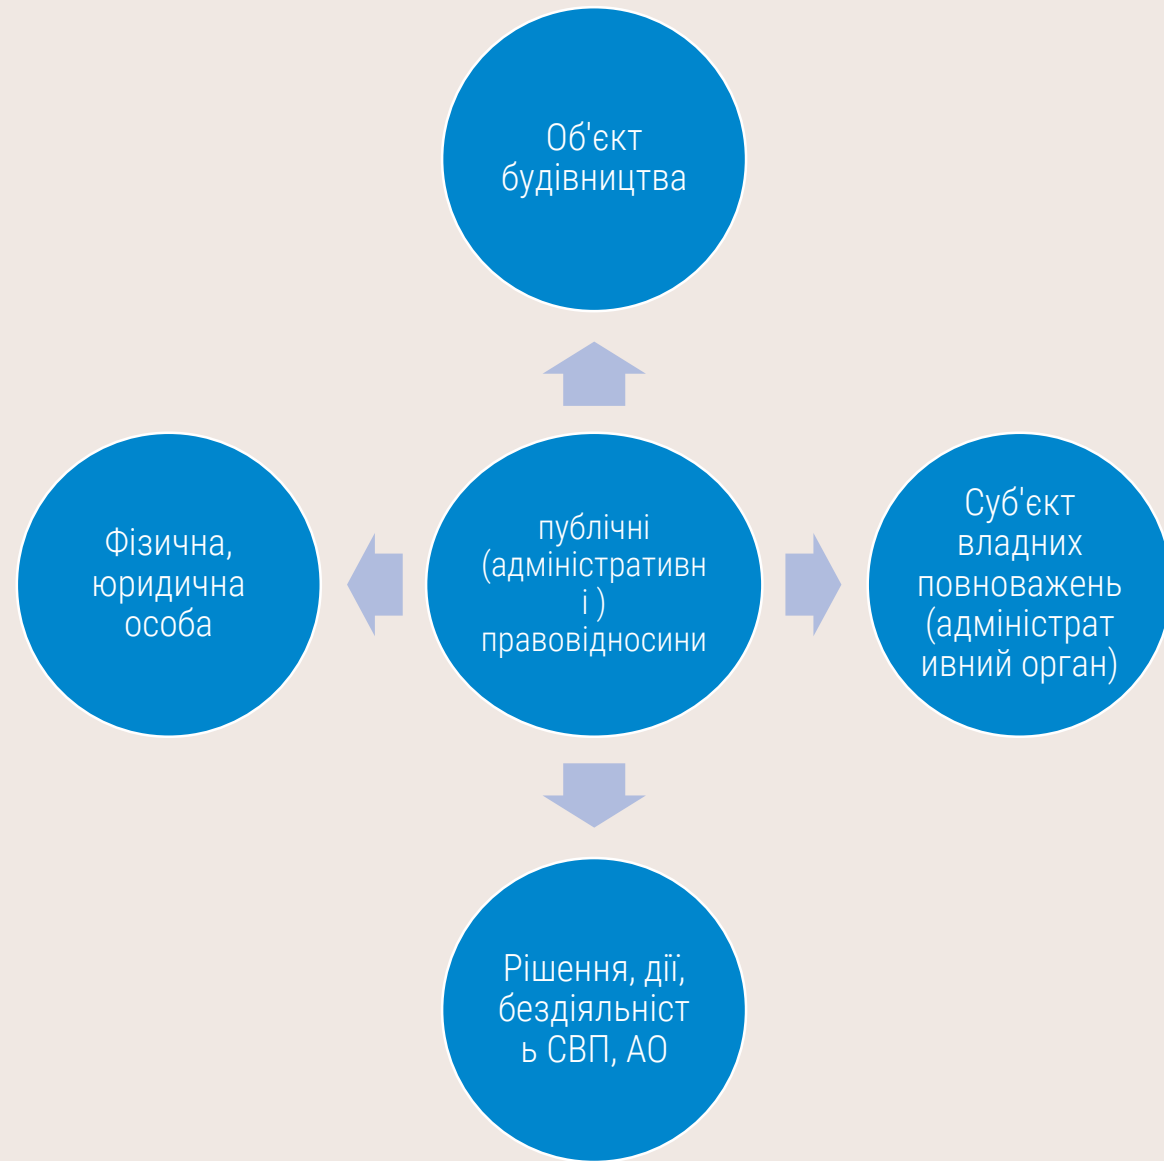 Об'єкт
будівництва
Фізична,
юридична
особа
публічні
(адміністративн
і )
правовідносини
Суб'єкт
владних
повноважень
(адміністрат
ивний орган)
Рішення, дії,
бездіяльніст
ь СВП, АО